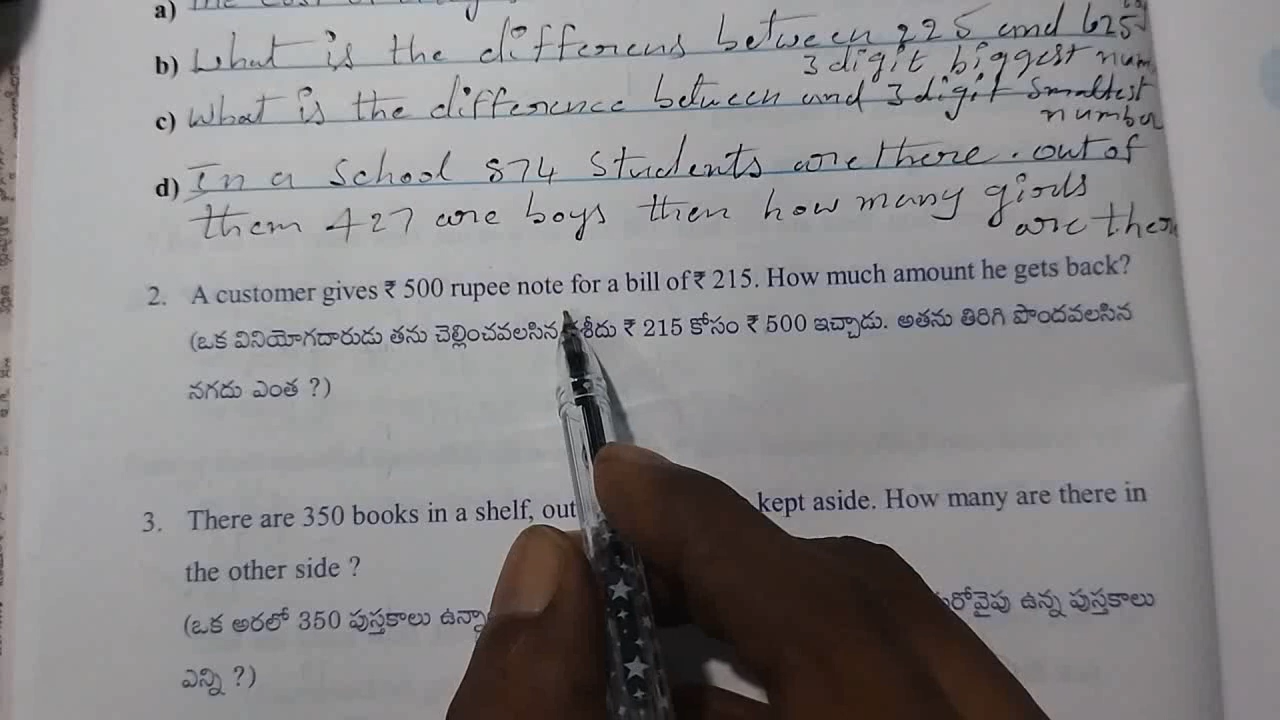 a)
b) What is the differens between 225 and 625
3 digit biggest num
c) What is the difference between and 3 digit Smaltest
number
d) In a School 874 Students are there. out of
them 427 are boys then how many girls
are ther
2. A customer gives ₹ 500 rupee note for a bill of ₹ 215. How much amount he gets back?
(ఒక వినియోగదారుడు తను చెల్లించవలసిన ₹ 215 కోసం ₹ 500 ఇచ్చాడు. అతను తిరిగి పొందవలసిన
నగదు ఎంత ?)
3. There are 350 books in a shelf, out kept aside. How many are there in
the other side ?
(ఒక అరలో 350 పుస్తకాలు ఉన్న పుస్తకాలు
ఎన్ని ?)